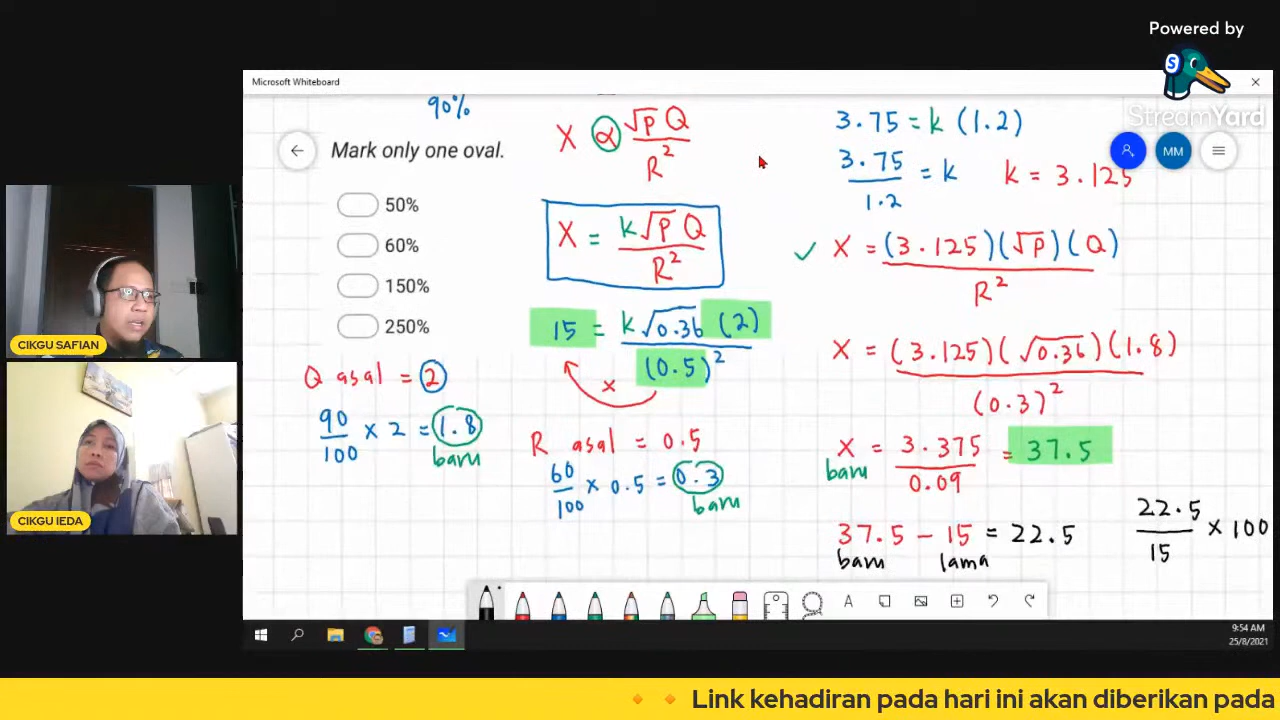 Powered by
StreamYard
Microsoft Whiteboard
90%
Mark only one oval.
50%
60%
150%
250%
Q asal = 2
90/100 × 2 = 1.8
baru
X ∝ √P Q / R²
X = k√P Q / R²
15 = k√0.36 (2) / (0.5)²
×
R asal = 0.5
60/100 × 0.5 = 0.3
baru
3.75 = k (1.2)
3.75/1.2 = k k = 3.125
✓ X = (3.125)(√P)(Q) / R²
X = (3.125)(√0.36)(1.8) / (0.3)²
X = 3.375/0.09 = 37.5
baru
37.5 − 15 = 22.5
baru lama
22.5/15 × 100
MM
CIKGU SAFIAN
CIKGU IEDA
A
9:54 AM
25/8/2021
Link kehadiran pada hari ini akan diberikan pada